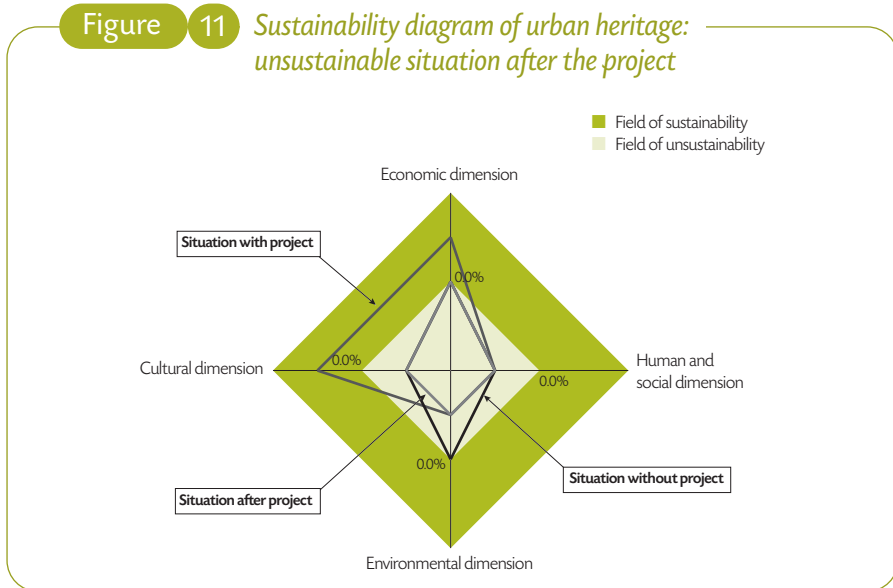 Figure 11 Sustainability diagram of urban heritage:
unsustainable situation after the project
Field of sustainability
Field of unsustainability
Economic dimension
Situation with project
0.0%
0.0%
Cultural dimension
Human and
social dimension
0.0%
0.0%
Situation after project
Situation without project
Environmental dimension